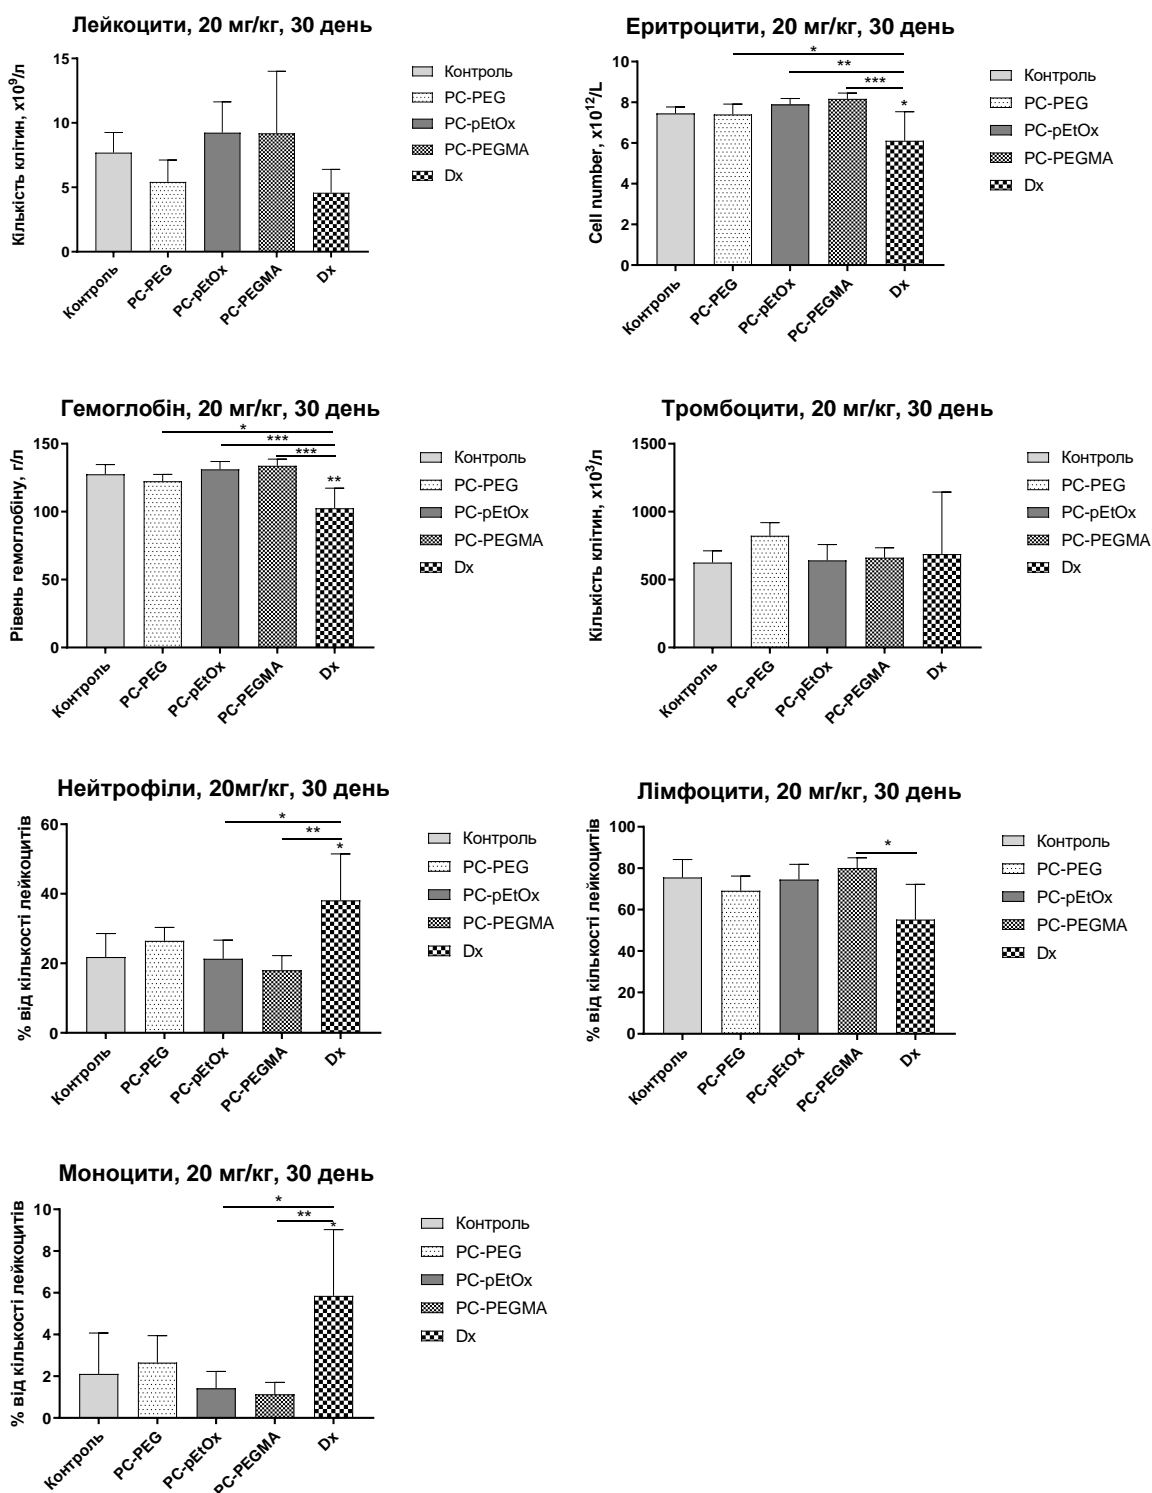 Лейкоцити, 20 мг/кг, 30 день
Кількість клітин, x10⁹/л
15
10
5
0
Контроль
PC-PEG
PC-pEtOx
PC-PEGMA
Dx
Контроль
PC-PEG
PC-pEtOx
PC-PEGMA
Dx
Еритроцити, 20 мг/кг, 30 день
Cell number, x10¹²/L
10
8
6
4
2
0
*
**
***
*
Контроль
PC-PEG
PC-pEtOx
PC-PEGMA
Dx
Контроль
PC-PEG
PC-pEtOx
PC-PEGMA
Dx
Гемоглобін, 20 мг/кг, 30 день
Рівень гемоглобіну, г/л
150
100
50
0
*
***
***
**
Контроль
PC-PEG
PC-pEtOx
PC-PEGMA
Dx
Контроль
PC-PEG
PC-pEtOx
PC-PEGMA
Dx
Тромбоцити, 20 мг/кг, 30 день
Кількість клітин, x10³/л
1500
1000
500
0
Контроль
PC-PEG
PC-pEtOx
PC-PEGMA
Dx
Контроль
PC-PEG
PC-pEtOx
PC-PEGMA
Dx
Нейтрофіли, 20мг/кг, 30 день
% від кількості лейкоцитів
60
40
20
0
*
**
*
Контроль
PC-PEG
PC-pEtOx
PC-PEGMA
Dx
Контроль
PC-PEG
PC-pEtOx
PC-PEGMA
Dx
Лімфоцити, 20 мг/кг, 30 день
% від кількості лейкоцитів
100
80
60
40
20
0
*
Контроль
PC-PEG
PC-pEtOx
PC-PEGMA
Dx
Контроль
PC-PEG
PC-pEtOx
PC-PEGMA
Dx
Моноцити, 20 мг/кг, 30 день
% від кількості лейкоцитів
10
8
6
4
2
0
*
**
*
Контроль
PC-PEG
PC-pEtOx
PC-PEGMA
Dx
Контроль
PC-PEG
PC-pEtOx
PC-PEGMA
Dx